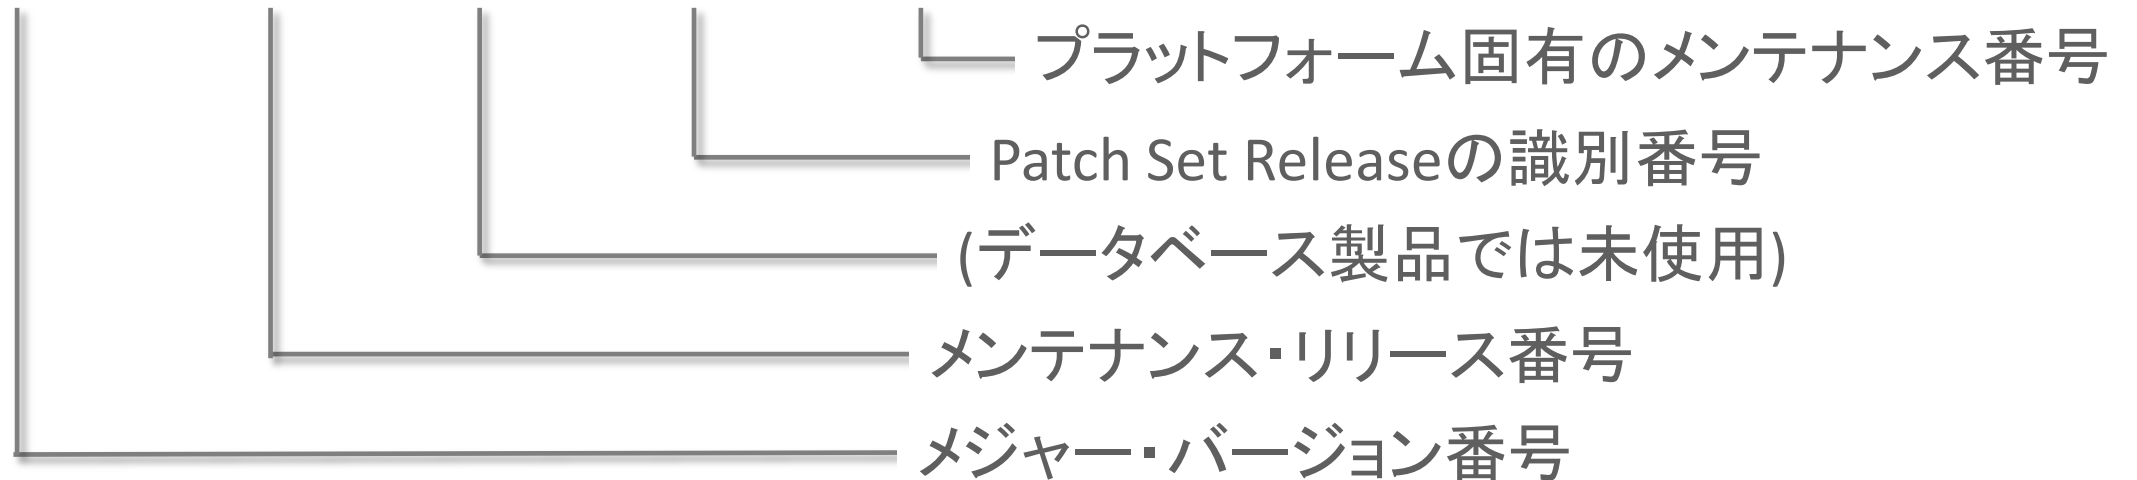 プラットフォーム固有のメンテナンス番号
Patch Set Releaseの識別番号
(データベース製品では未使用)
メンテナンス・リリース番号
メジャー・バージョン番号